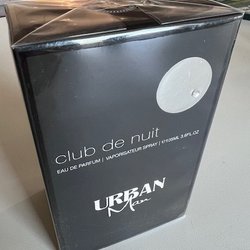 club de nuit
EAU DE PARFUM | VAPORISATEUR SPRAY | ℮105ML 3.6FL.OZ
URBAN
Man